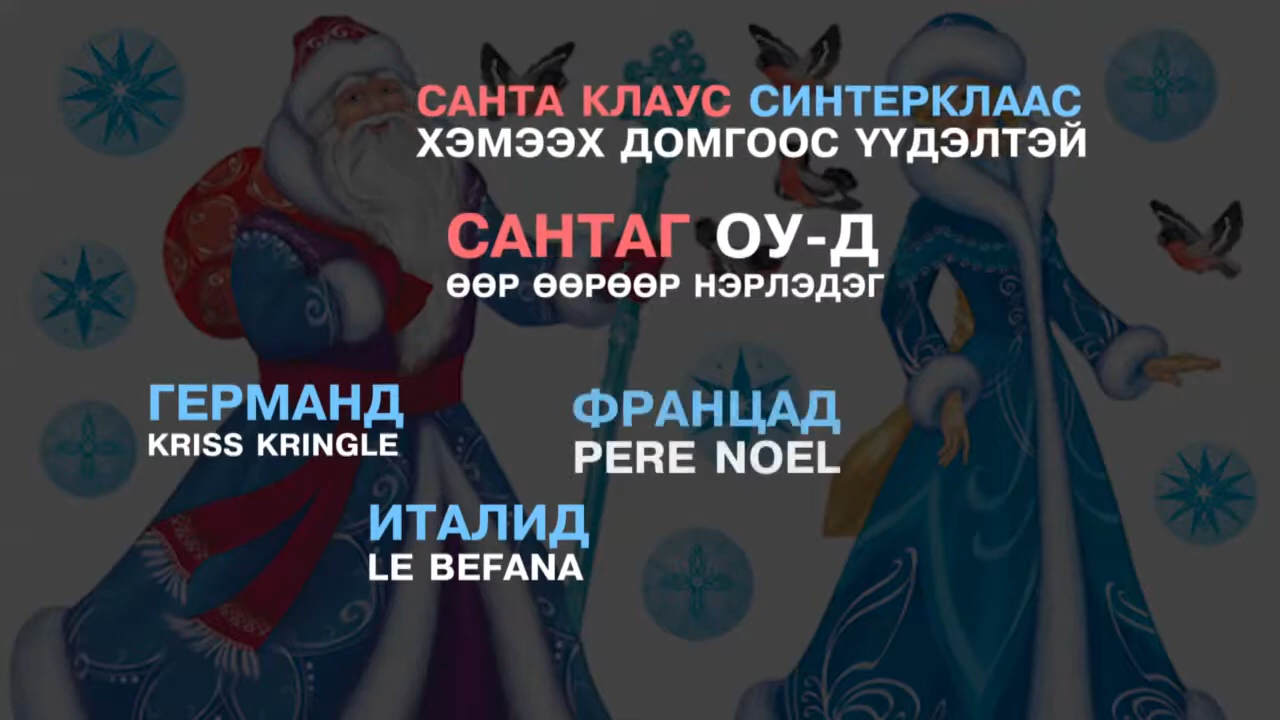 САНТА КЛАУС СИНТЕРКЛААС
ХЭМЭЭХ ДОМГООС ҮҮДЭЛТЭЙ
САНТАГ ОУ-Д
ӨӨР ӨӨРӨӨР НЭРЛЭДЭГ
ГЕРМАНД
KRISS KRINGLE
ФРАНЦАД
PERE NOEL
ИТАЛИД
LE BEFANA